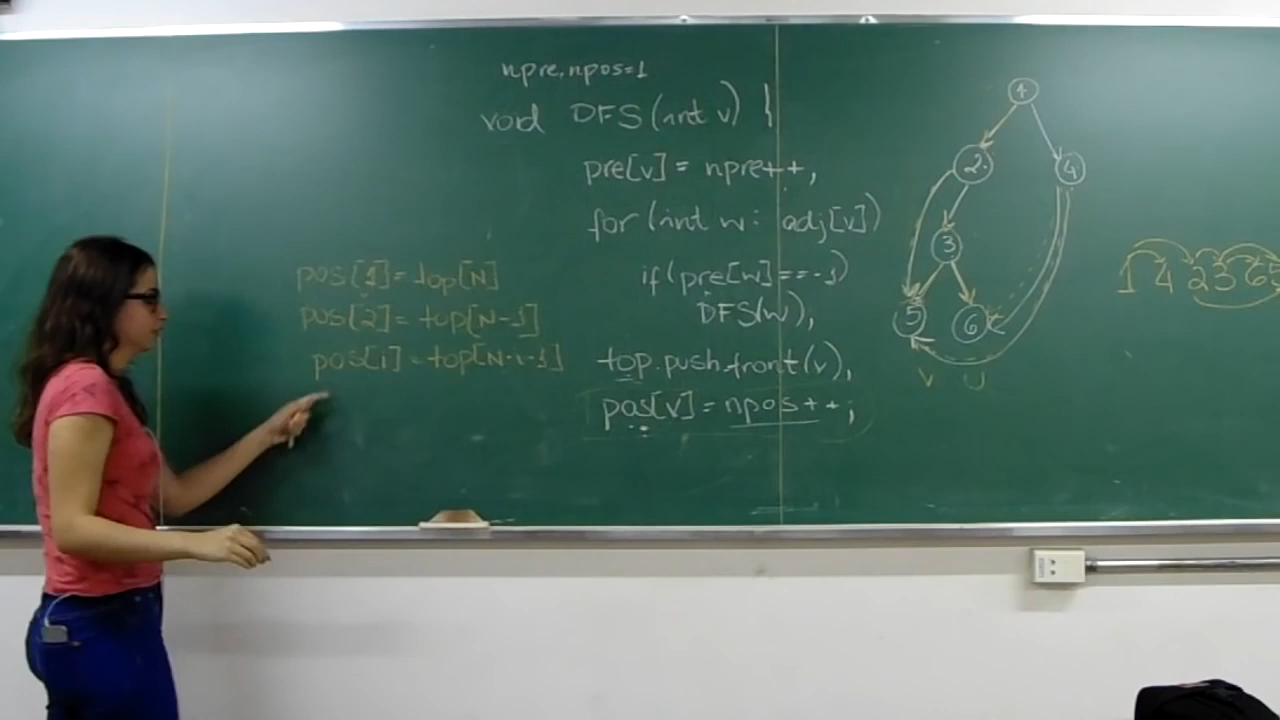 npre, npos=1
void DFS(int v) {
pre[v] = npre++;
for (int w : adj[v])
if(pre[w]==-1)
DFS(w);
top.push.front(v);
pos[v] = npos++;
pos[1]=top[N]
pos[2]=top[N-1]
pos[i]=top[N-i-1]
1
2
4
3
5
6
V U
1 4 2 3 6 5